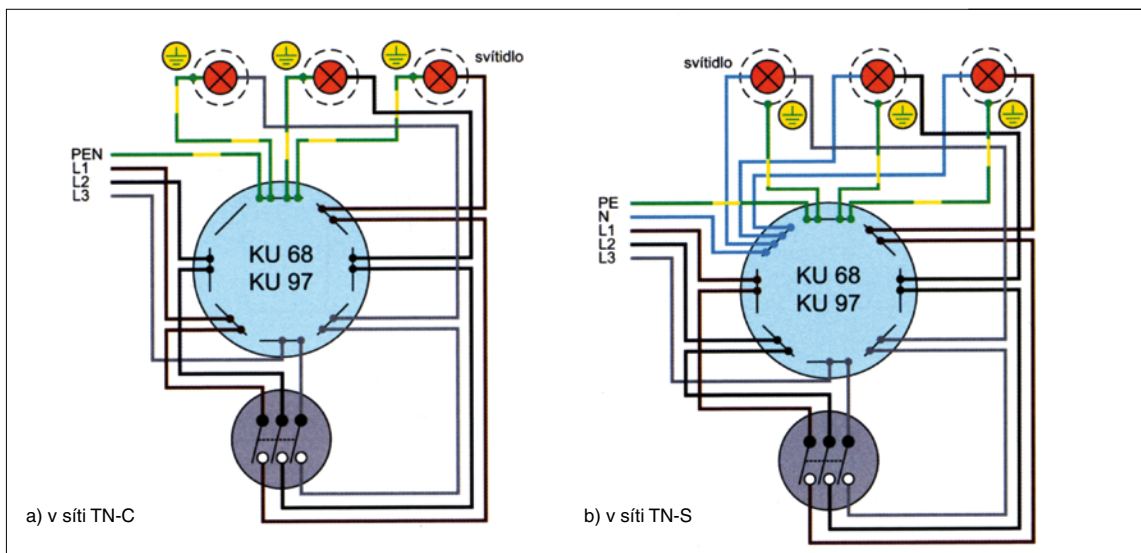 svítidlo
PEN
L1
L2
L3
KU 68
KU 97
a) v síti TN-C
svítidlo
PE
N
L1
L2
L3
KU 68
KU 97
b) v síti TN-S